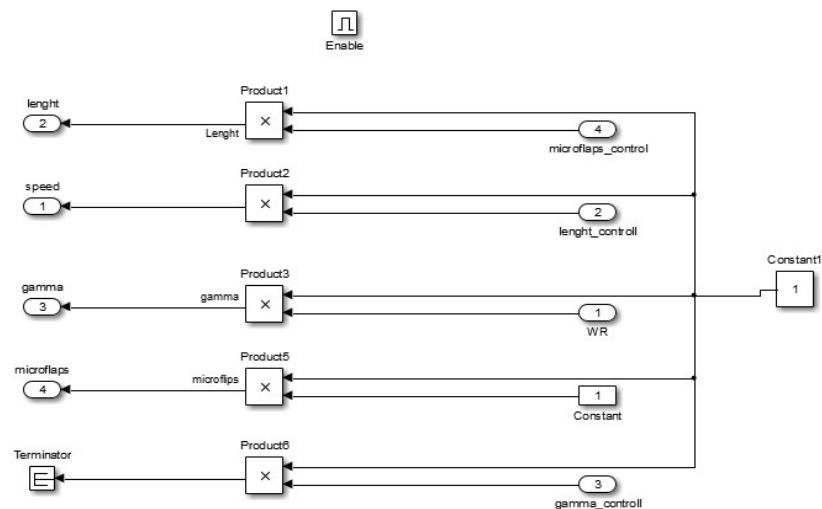 Enable
Product1
lenght
2
Lenght
×
4
microflaps_control
Product2
speed
1
×
2
lenght_controll
Constant1
1
Product3
gamma
3
gamma
×
1
WR
Product5
microflaps
4
microflips
×
1
Constant
Product6
Terminator
×
3
gamma_controll